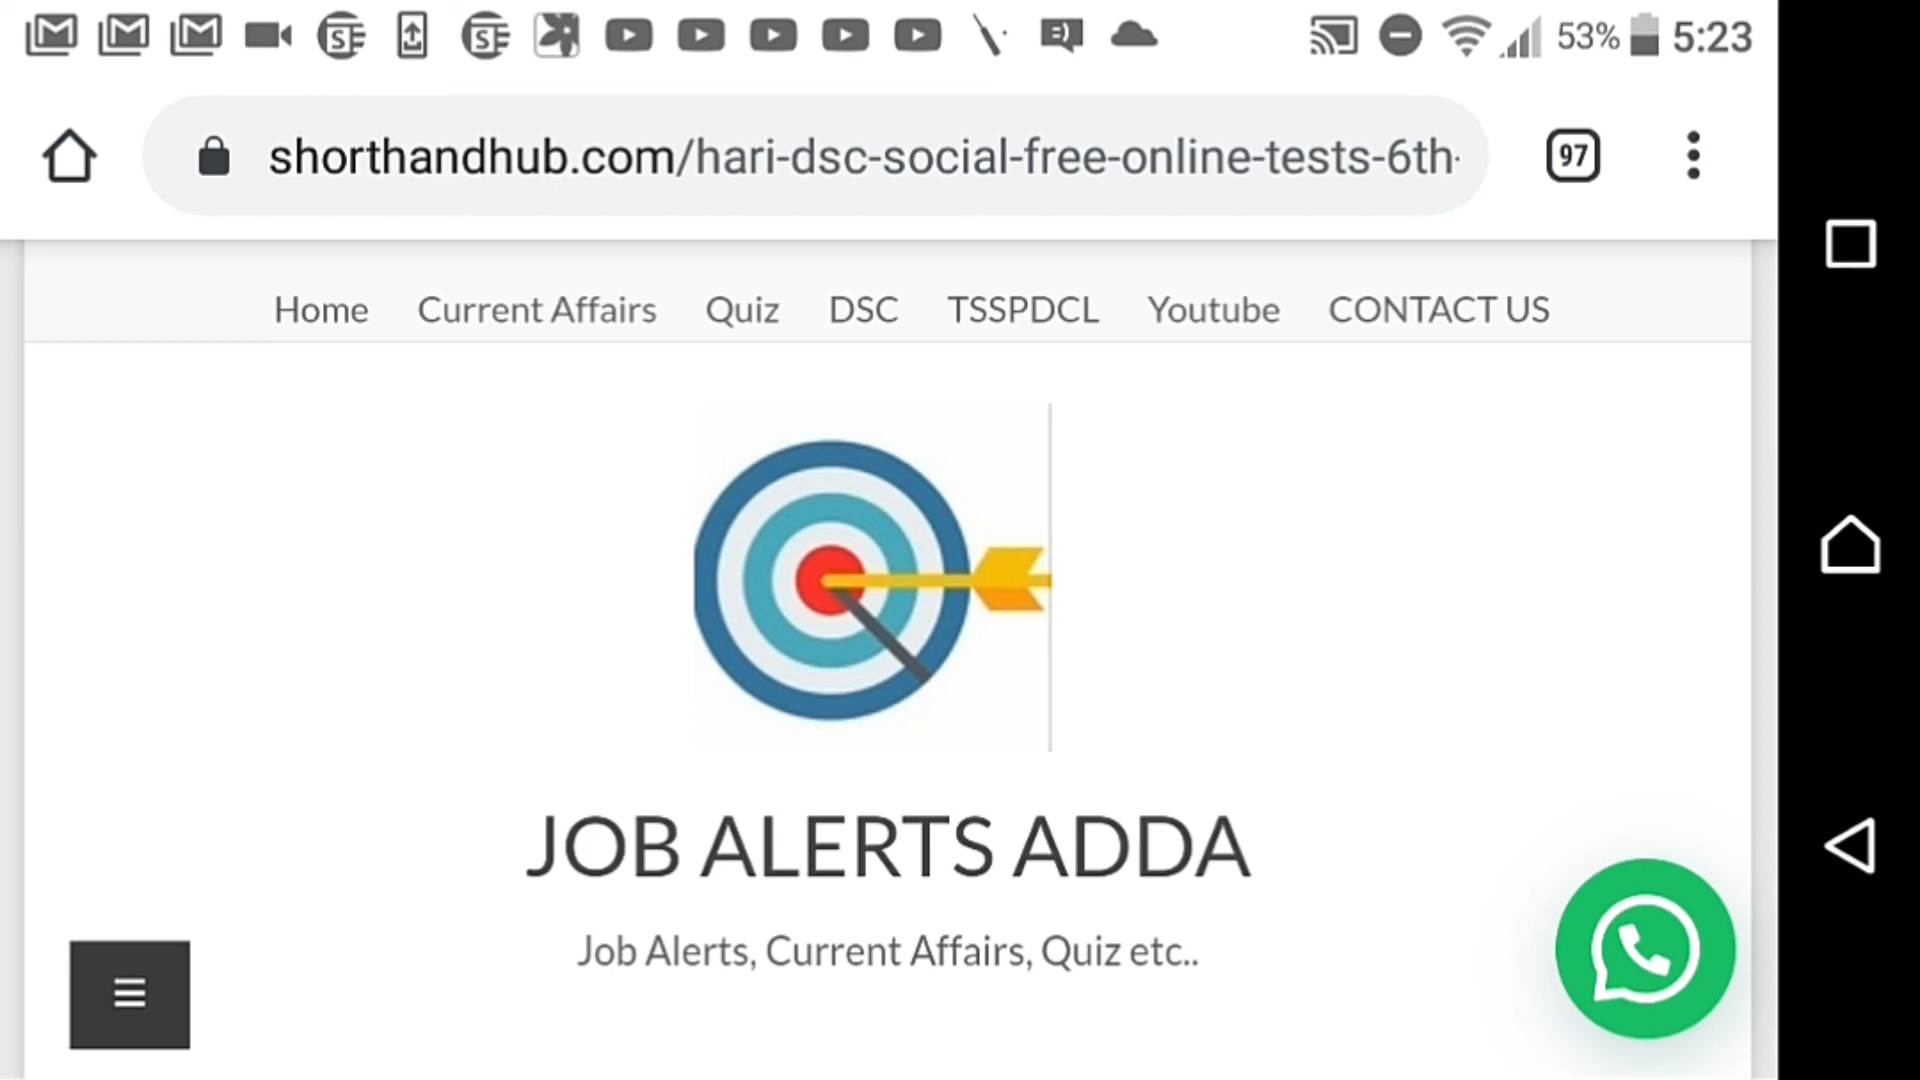 53% 5:23
shorthandhub.com/hari-dsc-social-free-online-tests-6th-
97
Home Current Affairs Quiz DSC TSSPDCL Youtube CONTACT US
JOB ALERTS ADDA
Job Alerts, Current Affairs, Quiz etc..